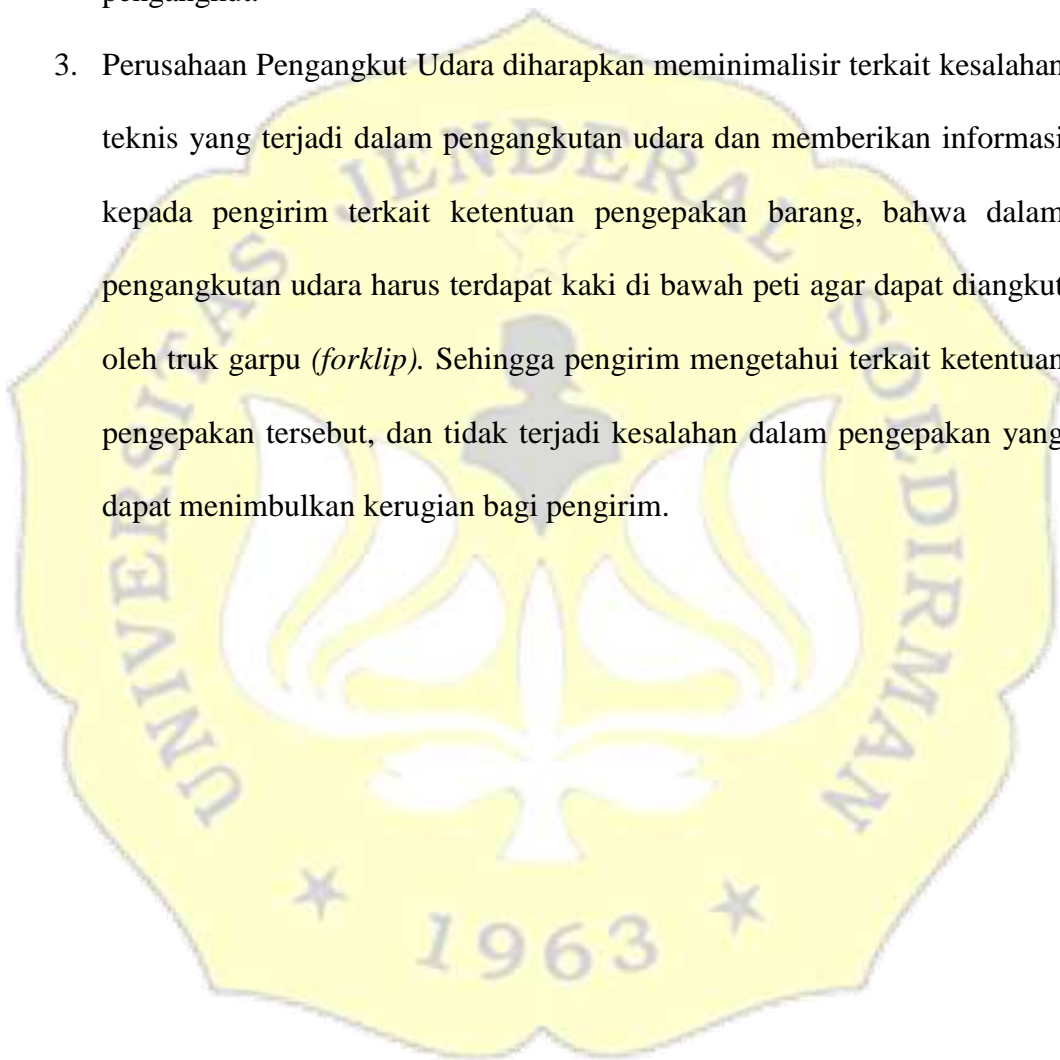 pengangkut.
3. Perusahaan Pengangkut Udara diharapkan meminimalisir terkait kesalahan
teknis yang terjadi dalam pengangkutan udara dan memberikan informasi
kepada pengirim terkait ketentuan pengepakan barang, bahwa dalam
pengangkutan udara harus terdapat kaki di bawah peti agar dapat diangkut
oleh truk garpu (forklip). Sehingga pengirim mengetahui terkait ketentuan
pengepakan tersebut, dan tidak terjadi kesalahan dalam pengepakan yang
dapat menimbulkan kerugian bagi pengirim.
UNIVERSITAS JENDERAL SOEDIRMAN
1963